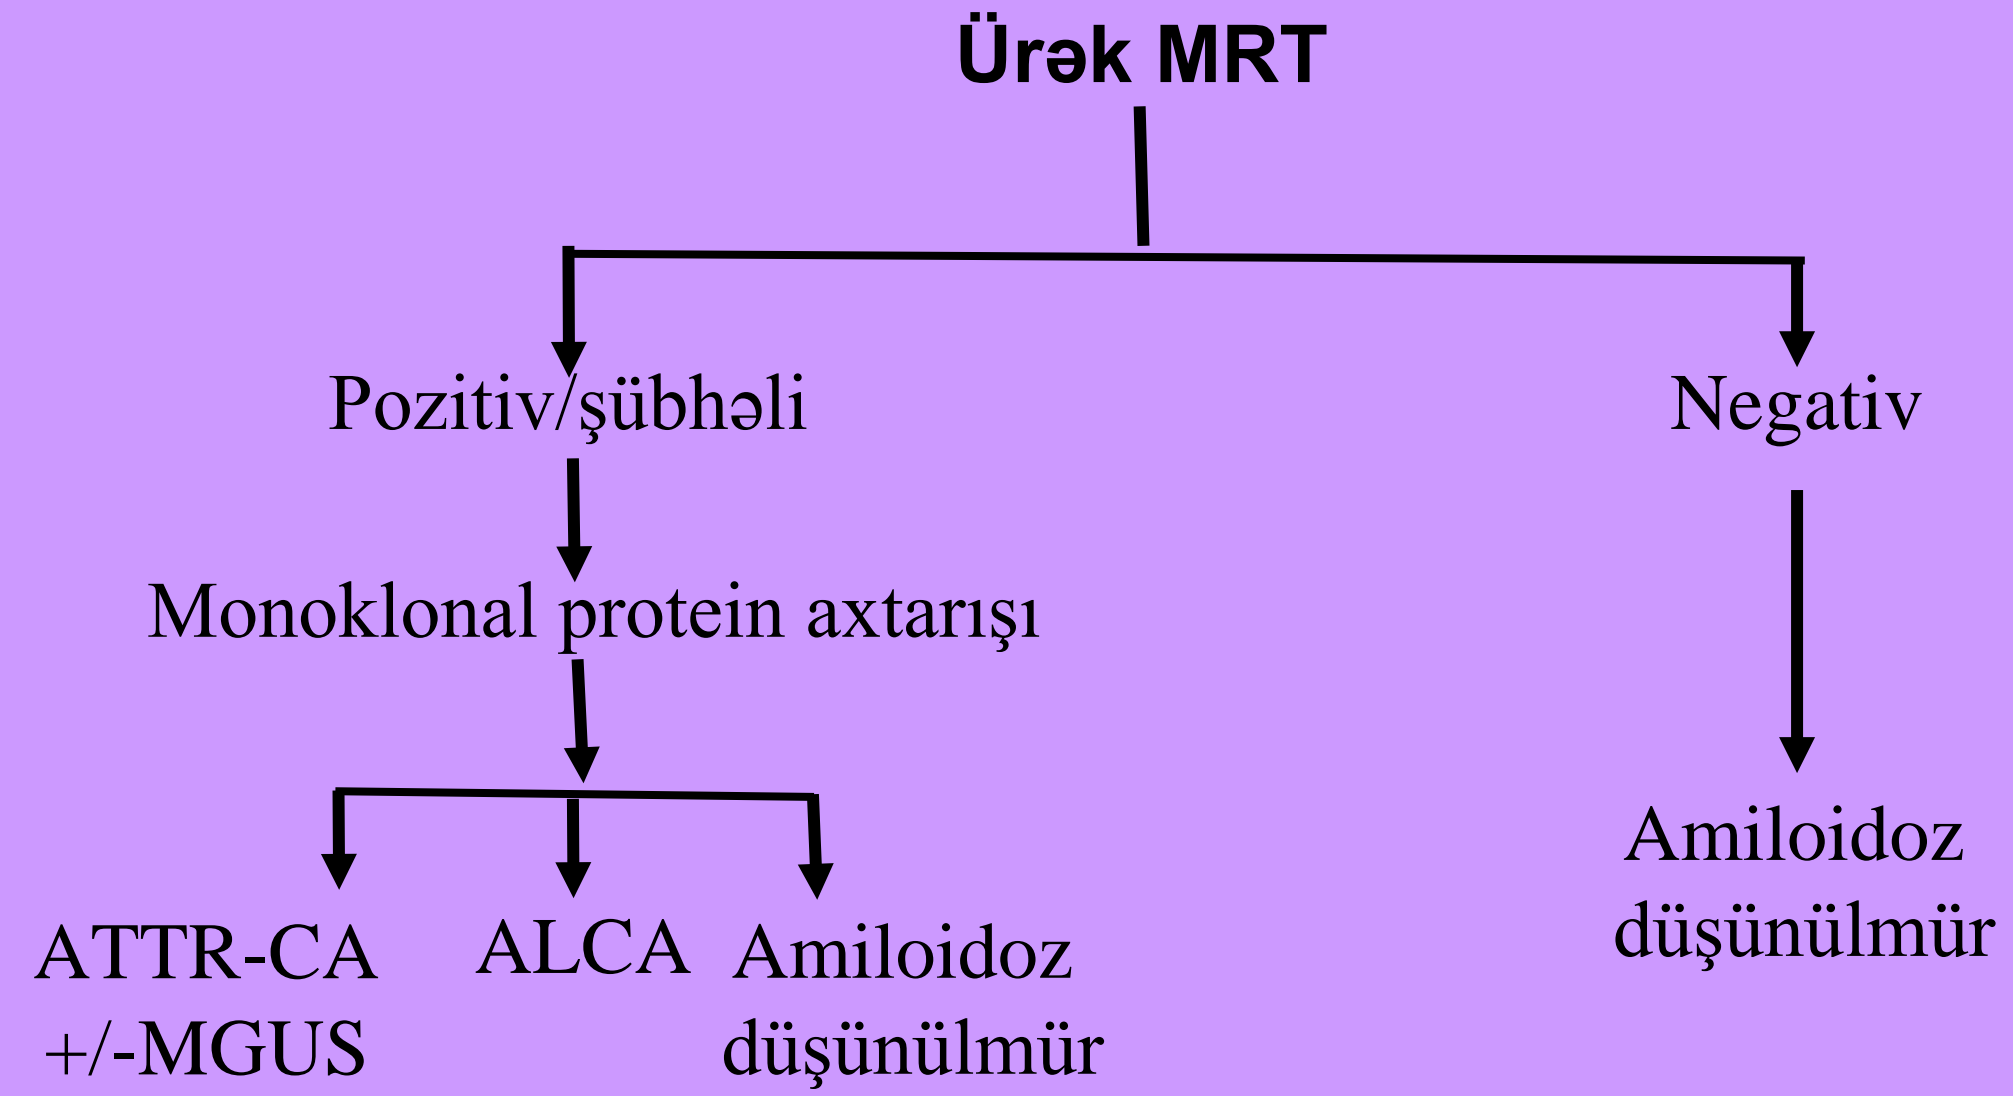 Ürək MRT
Pozitiv/şübhəli
Negativ
Monoklonal protein axtarışı
ATTR-CA
+/-MGUS
ALCA
Amiloidoz
düşünülmür
Amiloidoz
düşünülmür